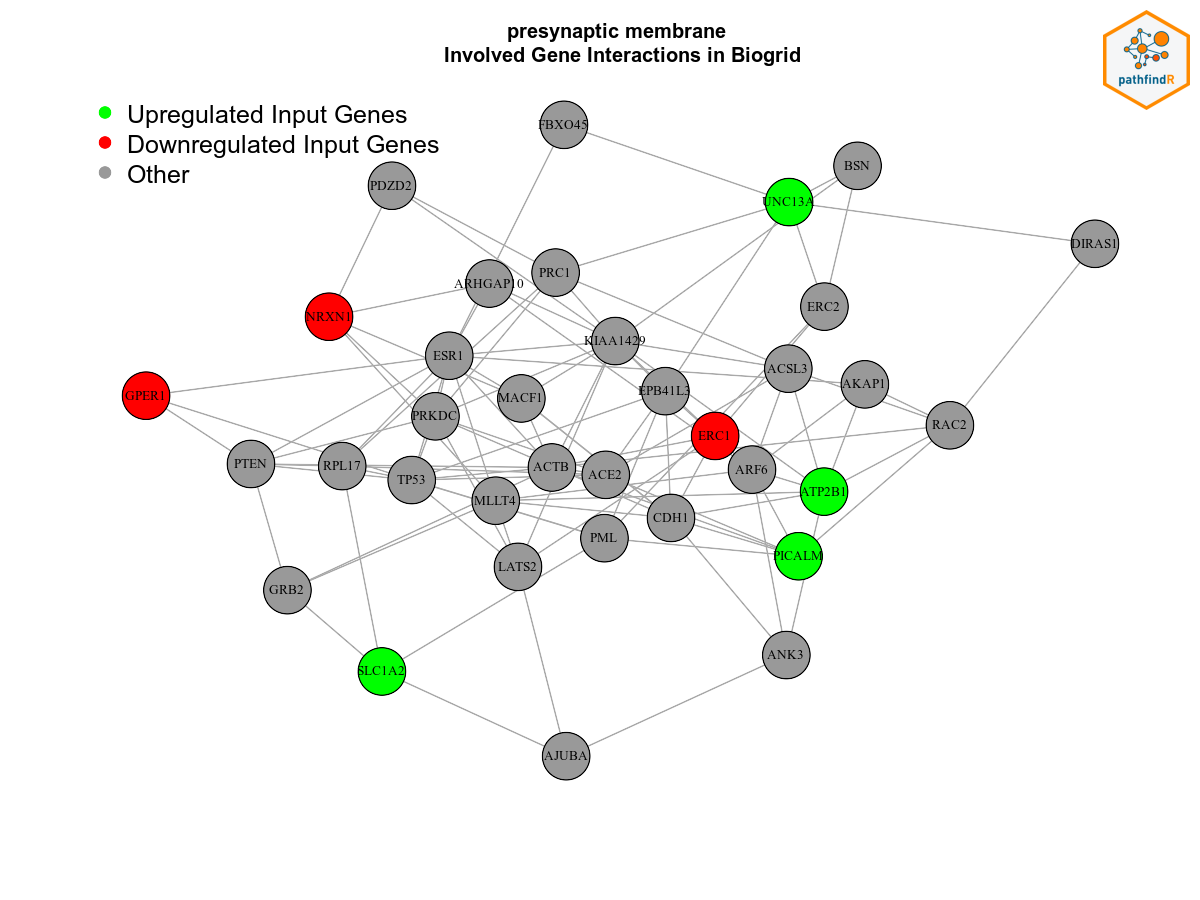 presynaptic membrane
Involved Gene Interactions in Biogrid
pathfindR
Upregulated Input Genes
Downregulated Input Genes
Other
FBXO45
BSN
PDZD2
UNC13A
DIRAS1
PRC1
ARHGAP10
ERC2
NRXN1
KIAA1429
ESR1
ACSL3
AKAP1
EPB41L3
GPER1
MACF1
PRKDC
RAC2
ERC1
PTEN
RPL17
ACTB
ARF6
ACE2
TP53
ATP2B1
MLLT4
CDH1
PML
PICALM
LATS2
GRB2
ANK3
SLC1A2
AJUBA